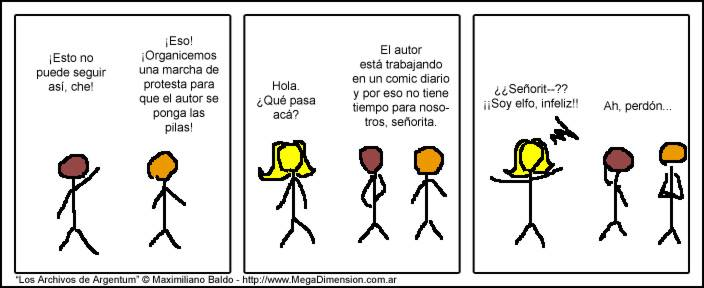 ¡Esto no
puede seguir
así, che!
¡Eso!
¡Organicemos
una marcha de
protesta para
que el autor se
ponga las
pilas!
Hola.
¿Qué pasa
acá?
El autor
está trabajando
en un comic diario
y por eso no tiene
tiempo para noso-
tros, señorita.
¿¿Señorit--??
¡¡Soy elfo, infeliz!!
Ah, perdón...
"Los Archivos de Argentum" © Maximiliano Baldo - http://www.MegaDimension.com.ar